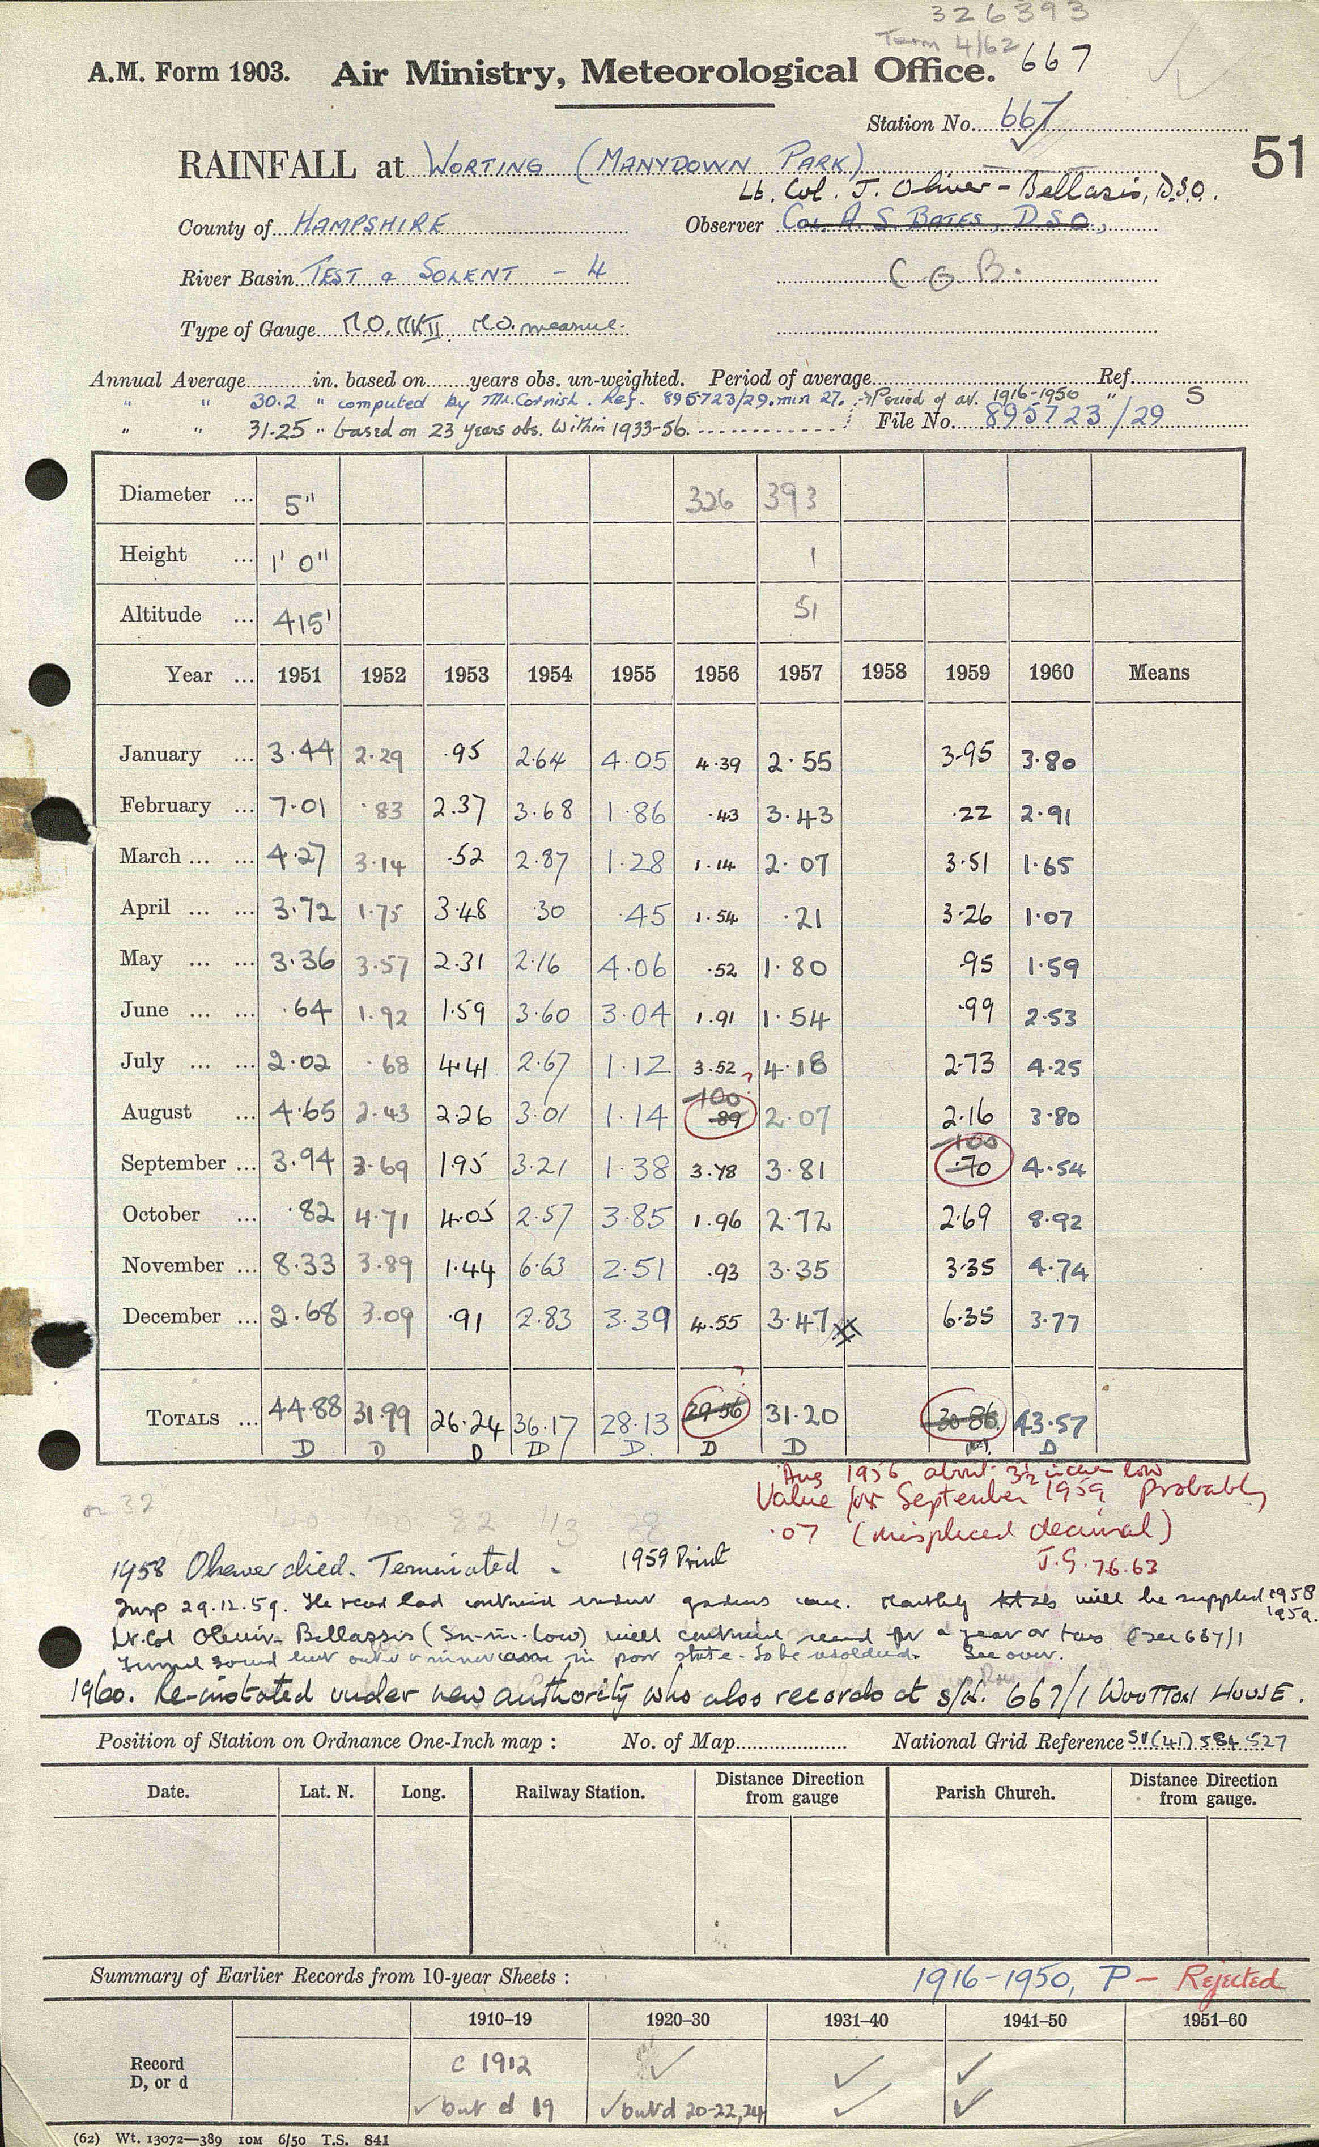 326393
Term 4/62
667
A.M. Form 1903. Air Ministry, Meteorological Office.
Station No. 667
51
RAINFALL at WORTING (MANYDOWN PARK)
Lt. Col. J. Oliver-Bellasis, D.S.O.
County of HAMPSHIRE Observer COL. A. S. BATES, D.S.O.,
River Basin TEST & SOLENT - 4 C G B.
Type of Gauge M.O. MK II. M.O. measure.
Annual Average in. based on years obs. un-weighted. Period of average Ref.
" " 30.2 " computed by Mr. Cornish. Ref. 895723/29. min 27. Period of av. 1916-1950 " S
" " 31.25 " based on 23 years obs. Within 1933-56. File No. 895723/29
Diameter ... 5" 326 393
Height ... 1' 0" 1
Altitude ... 415' 51
Year ... 1951 1952 1953 1954 1955 1956 1957 1958 1959 1960 Means
January ... 3.44 2.29 .95 2.64 4.05 4.39 2.55 3.95 3.80
February ... 7.01 .83 2.37 3.68 1.86 .43 3.43 .22 2.91
March ... ... 4.27 3.14 .52 2.87 1.28 1.14 2.07 3.51 1.65
April ... ... 3.72 1.75 3.48 .30 .45 1.54 .21 3.26 1.07
May ... ... 3.36 3.57 2.31 2.16 4.06 .52 1.80 .95 1.59
June ... ... .64 1.92 1.59 3.60 3.04 1.91 1.54 .99 2.53
July ... ... 2.02 .68 4.41 2.67 1.12 3.52 4.18 2.73 4.25
100 ?
August ... 4.65 2.43 2.26 3.01 1.14 .89 2.07 2.16 3.80
100
September ... 3.94 3.69 1.95 3.21 1.38 3.78 3.81 .70 4.54
October ... .82 4.71 4.05 2.57 3.85 1.96 2.72 2.69 8.92
November ... 8.33 3.89 1.44 6.63 2.51 .93 3.35 3.35 4.74
December ... 2.68 3.09 .91 2.83 3.39 4.55 3.47 # 6.35 3.77
?
TOTALS ... 44.88 31.99 26.24 36.17 28.13 29.56 31.20 30.86 43.57
D D D D D. D D D
Aug 1956 about 3½ inches low
Value for September 1959 probably
.07 (misplaced decimal)
J.G. 7.6.63
1958 Observer died. Terminated. 1959 Print
Insp 29.12.59. The record had continued under gardens care. Monthly totals will be supplied 1958
1959.
Lt. Col Oliver-Bellassis (Son-in-law) will continue record for a year or two (See 667/1
Funnel sound but outer in poor state - to be See over.
1960. Re-instated under new authority who also records at s/n. 667/1 WOOTTON HOUSE.
Position of Station on Ordnance One-Inch map : No. of Map National Grid Reference SU(41) 584 527
Date. Lat. N. Long. Railway Station. Distance Direction from gauge Parish Church. Distance Direction from gauge.
Summary of Earlier Records from 10-year Sheets : 1916-1950, P - Rejected
1910–19 1920–30 1931–40 1941–50 1951–60
Record c 1912 ✓ ✓ ✓
D, or d ✓ but d 19 ✓ but d 20-22, 24 ✓ ✓
(62) Wt. 13072—389 10M 6/50 T.S. 841